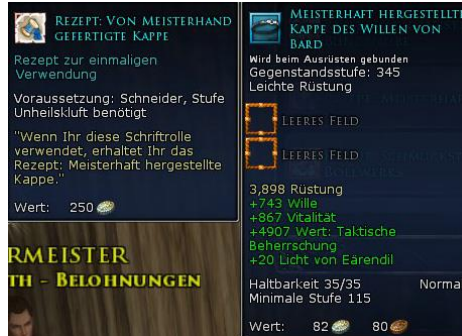 REZEPT: VON MEISTERHAND
GEFERTIGTE KAPPE
Rezept zur einmaligen
Verwendung
Voraussetzung: Schneider, Stufe
Unheilskluft benötigt
"Wenn Ihr diese Schriftrolle
verwendet, erhaltet Ihr das
Rezept: Meisterhaft hergestellte
Kappe."
Wert: 250
RMEISTER
TH - BELOHNUNGEN
MEISTERHAFT HERGESTELLT
KAPPE DES WILLEN VON
BARD
Wird beim Ausrüsten gebunden
Gegenstandsstufe: 345
Leichte Rüstung
LEERES FELD
LEERES FELD
3,898 Rüstung
+743 Wille
+867 Vitalität
+4907 Wert: Taktische
Beherrschung
+20 Licht von Eärendil
Haltbarkeit 35/35 Norma
Minimale Stufe 115
Wert: 82 80